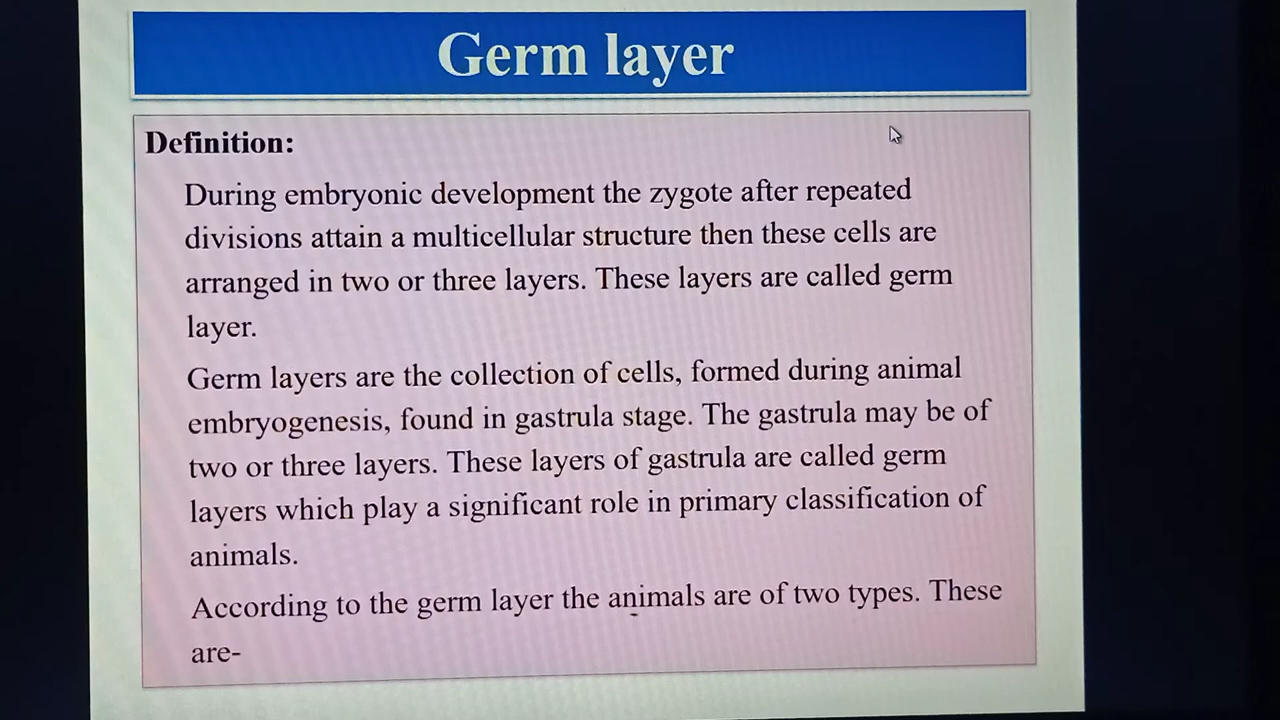 Germ layer
Definition:
During embryonic development the zygote after repeated
divisions attain a multicellular structure then these cells are
arranged in two or three layers. These layers are called germ
layer.
Germ layers are the collection of cells, formed during animal
embryogenesis, found in gastrula stage. The gastrula may be of
two or three layers. These layers of gastrula are called germ
layers which play a significant role in primary classification of
animals.
According to the germ layer the animals are of two types. These
are-